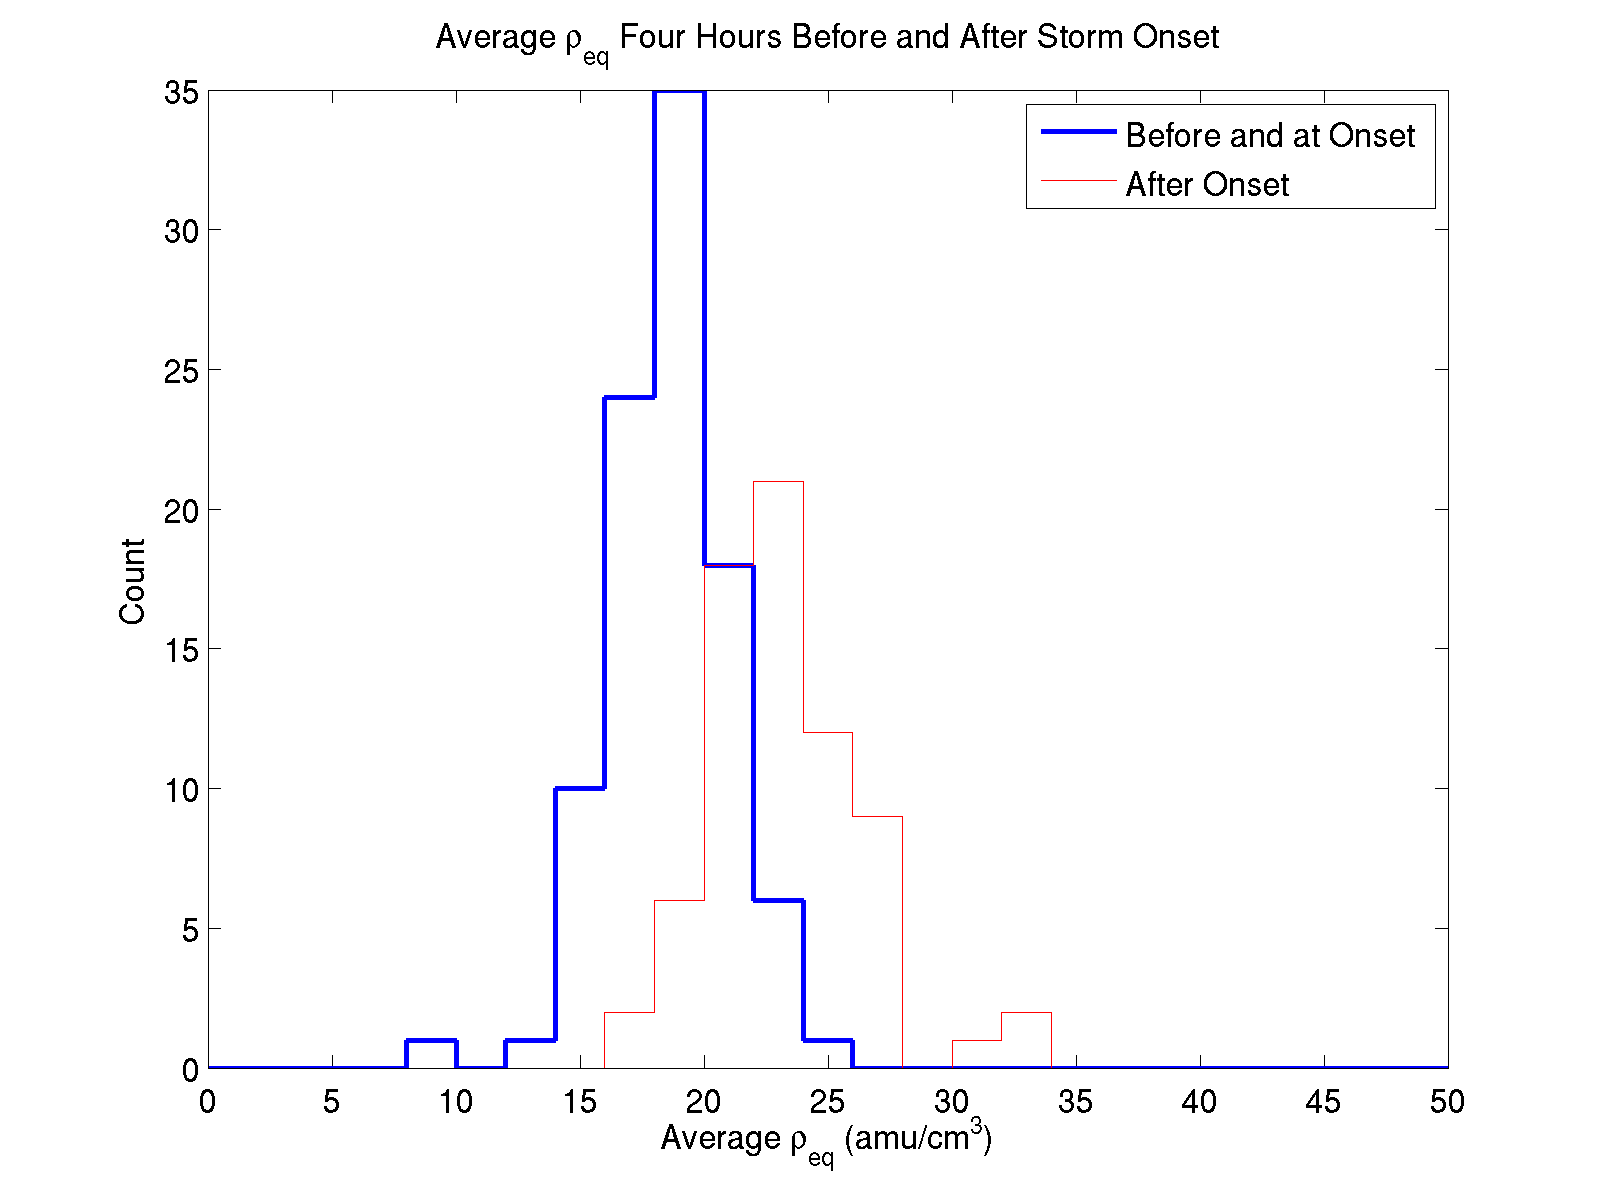 Average ρeq Four Hours Before and After Storm Onset
Before and at Onset
After Onset
35
30
25
20
15
10
5
0
Count
0 5 10 15 20 25 30 35 40 45 50
Average ρeq (amu/cm³)